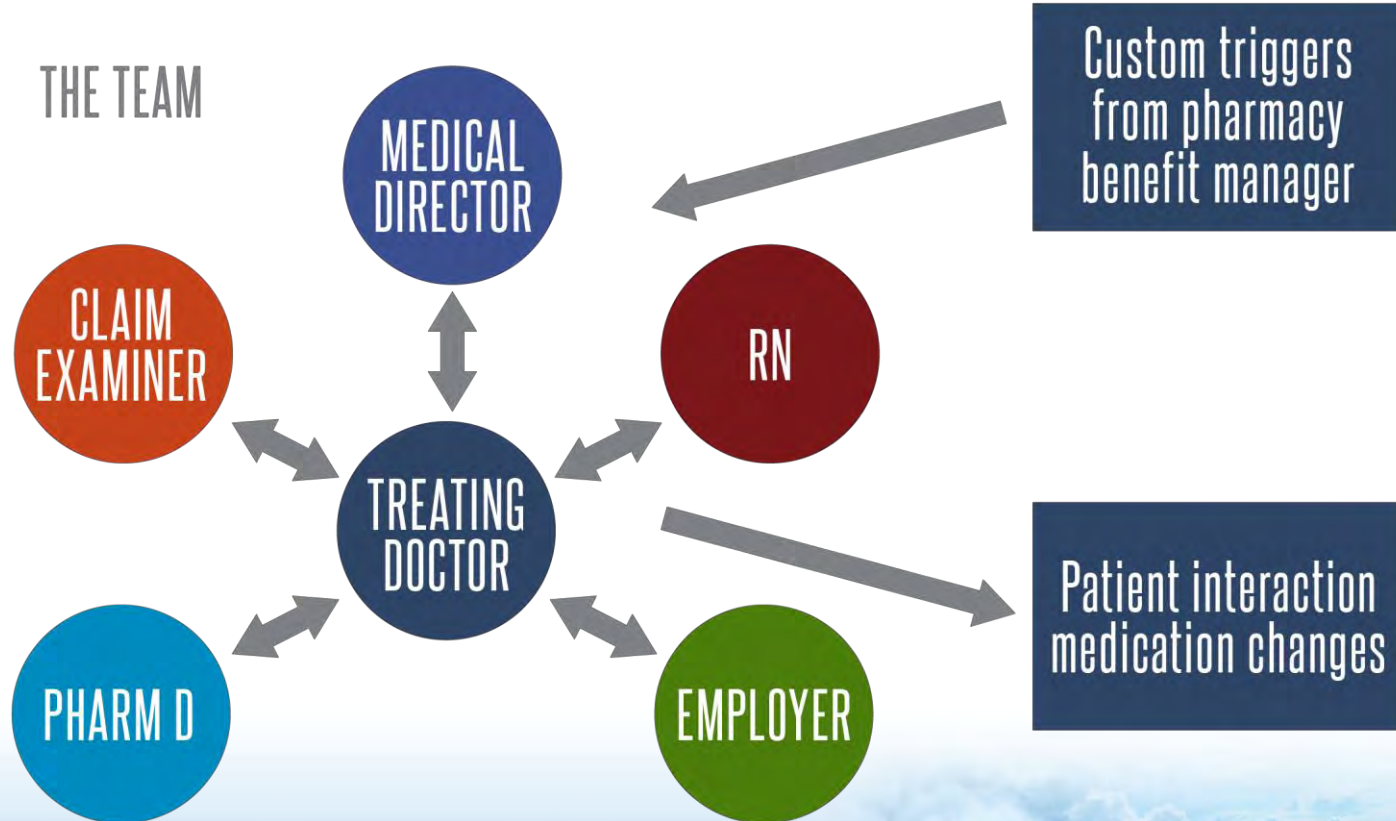 THE TEAM
MEDICAL
DIRECTOR
Custom triggers
from pharmacy
benefit manager
CLAIM
EXAMINER
RN
TREATING
DOCTOR
PHARM D
EMPLOYER
Patient interaction
medication changes